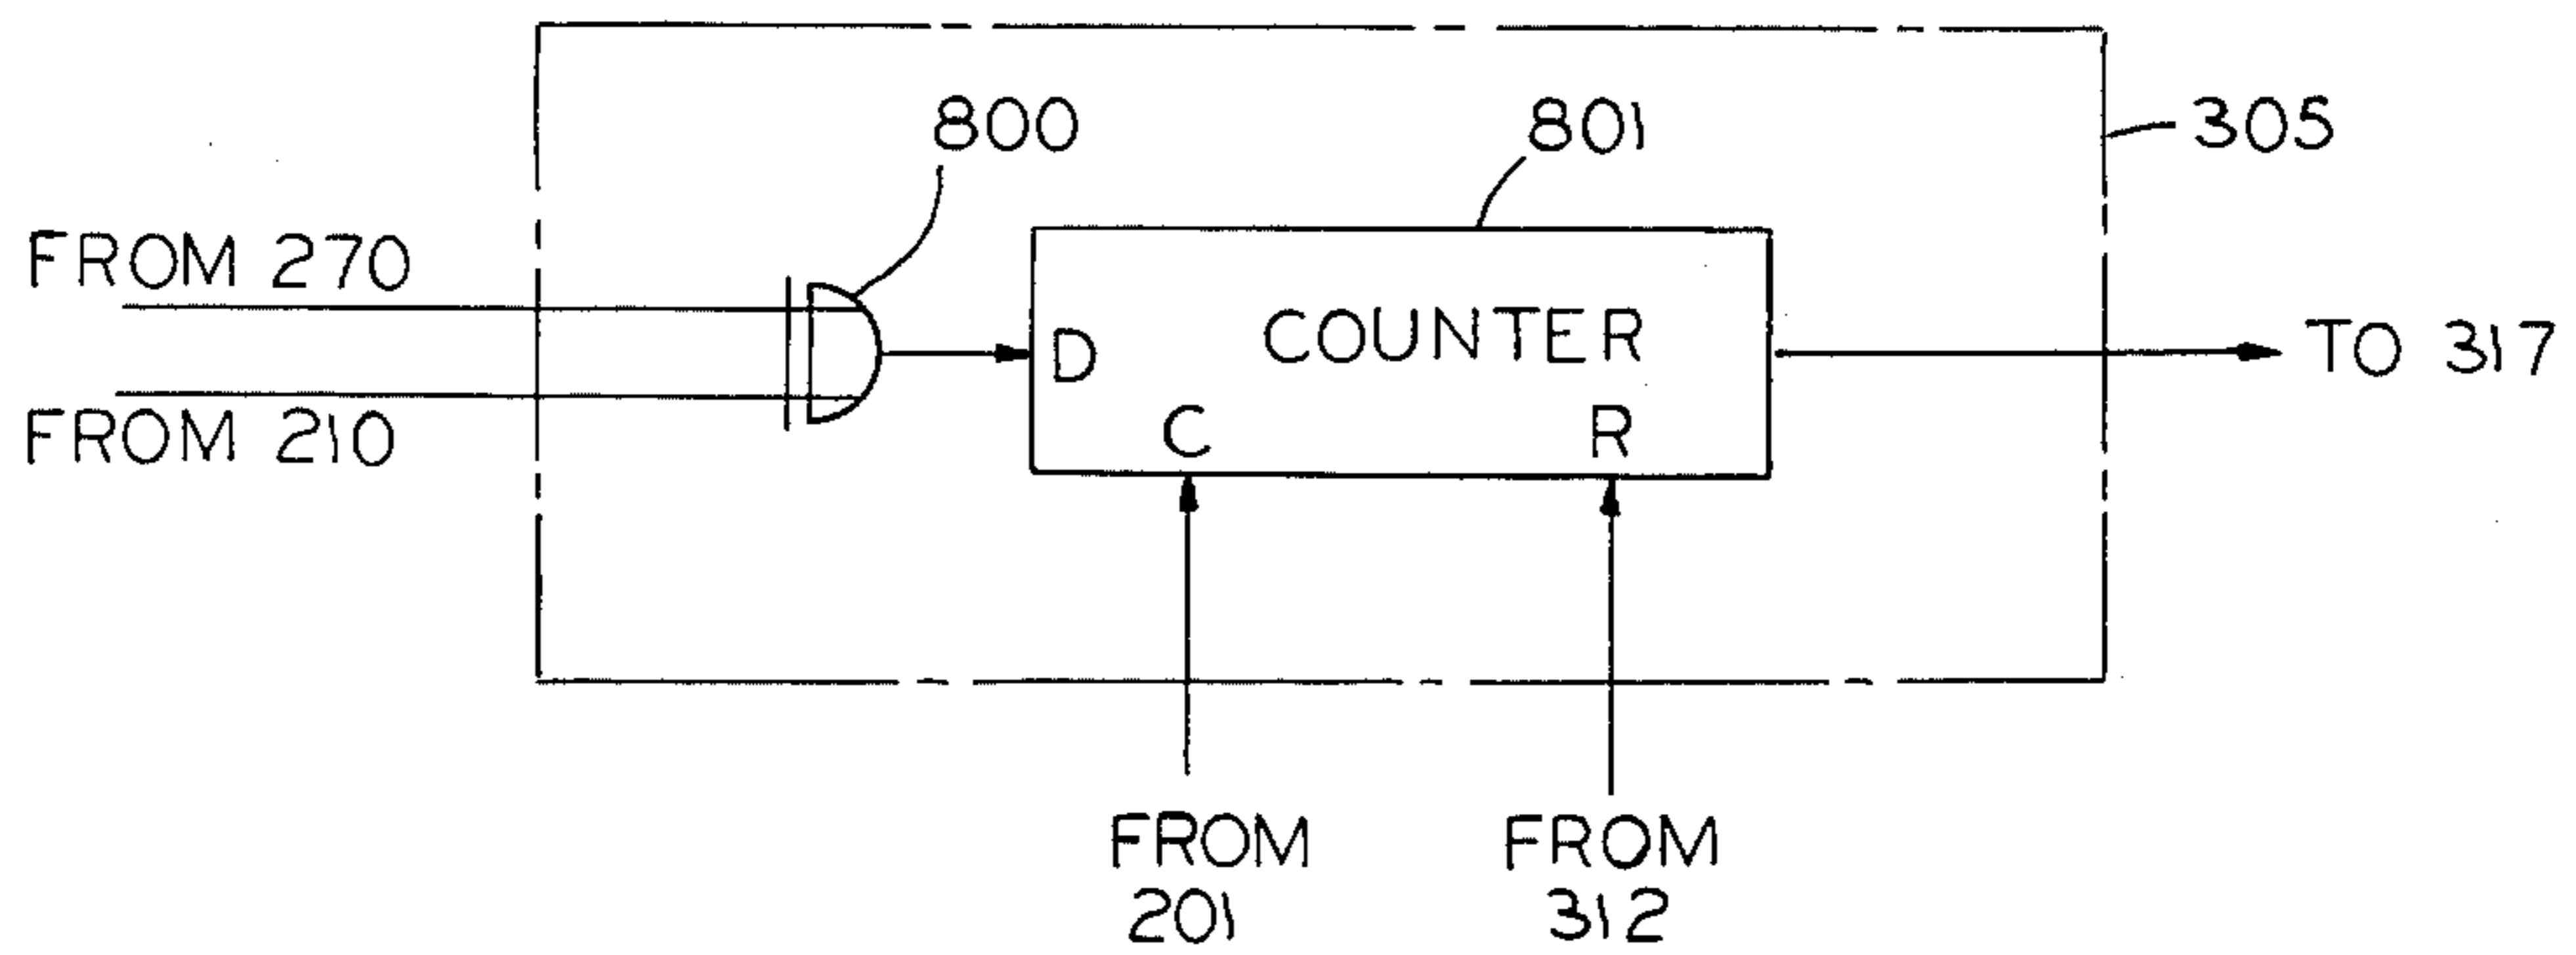 800
801
305
FROM 270
FROM 210
D
COUNTER
C
R
TO 317
FROM
201
FROM
312